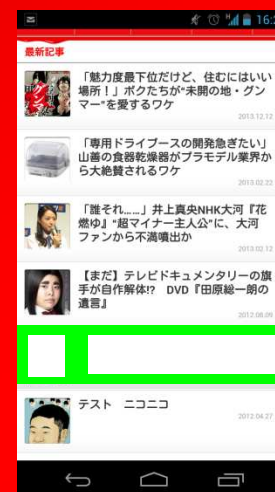 16:2
最新記事
「魅力度最下位だけど、住むにはいい
場所！」ボクたちが"未開の地・グン
マー"を愛するワケ
2013.12.12
「専用ドライブースの開発急ぎたい」
山善の食器乾燥器がプラモデル業界か
ら大絶賛されるワケ
2013.02.22
「誰それ……」井上真央NHK大河『花
燃ゆ』"超マイナー主人公"に、大河
ファンから不満噴出か
2013.02.12
【まだ】テレビドキュメンタリーの旗
手が自作解体!? DVD『田原総一朗の
遺言』
2012.08.09
テスト ニコニコ
2012.04.27